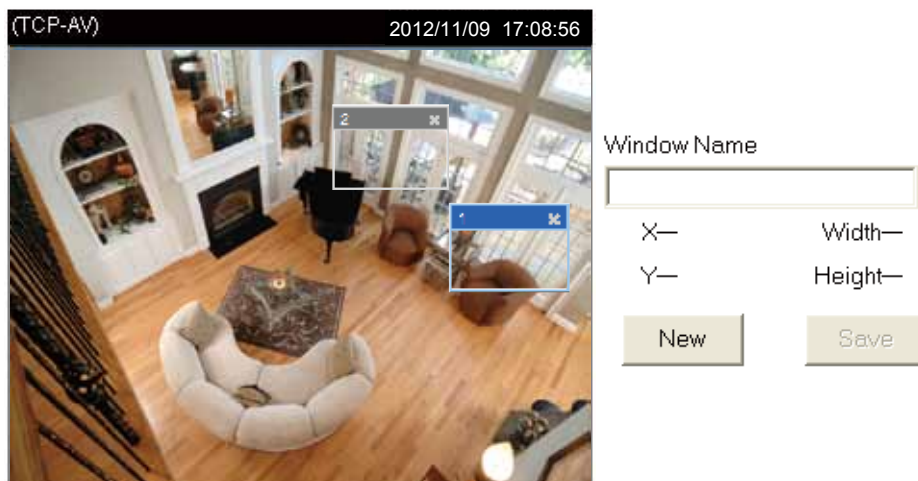 (TCP-AV) 2012/11/09 17:08:56
2
1
Window Name
X— Width—
Y— Height—
New Save